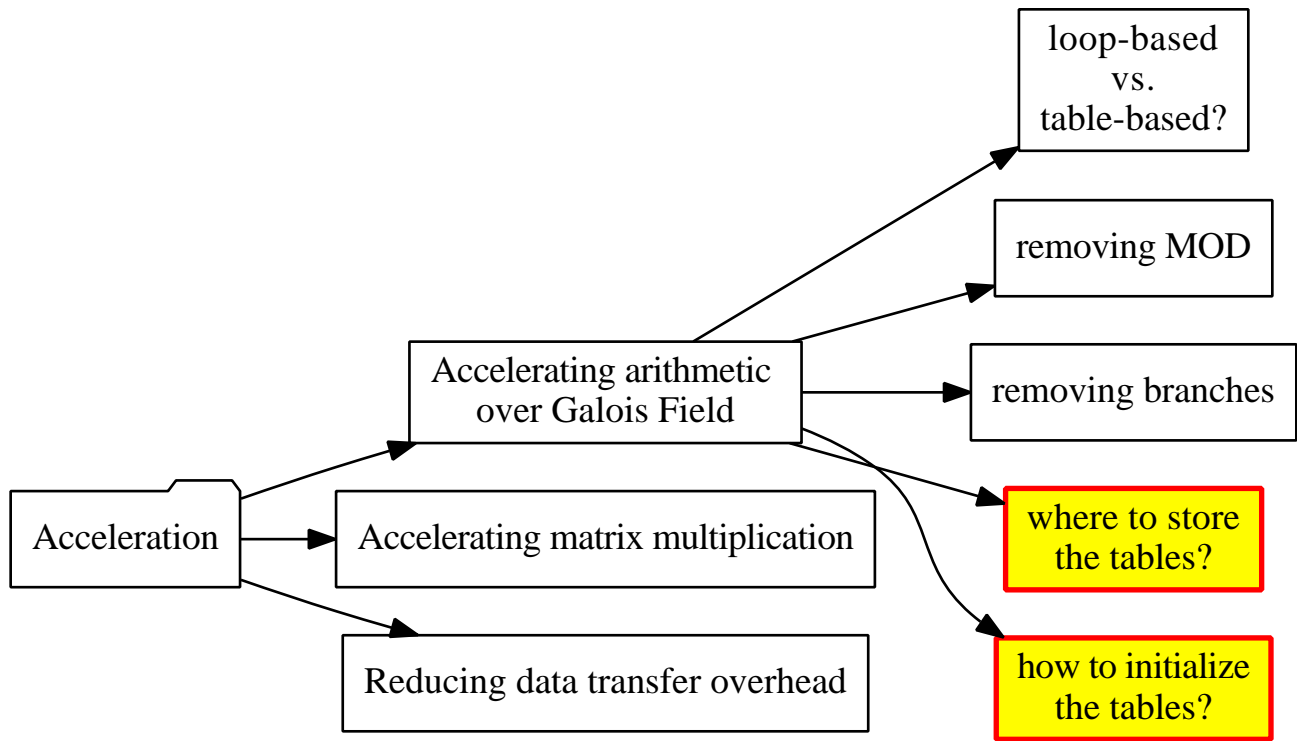 loop-based
vs.
table-based?
removing MOD
Accelerating arithmetic
over Galois Field
removing branches
Acceleration
Accelerating matrix multiplication
where to store
the tables?
Reducing data transfer overhead
how to initialize
the tables?